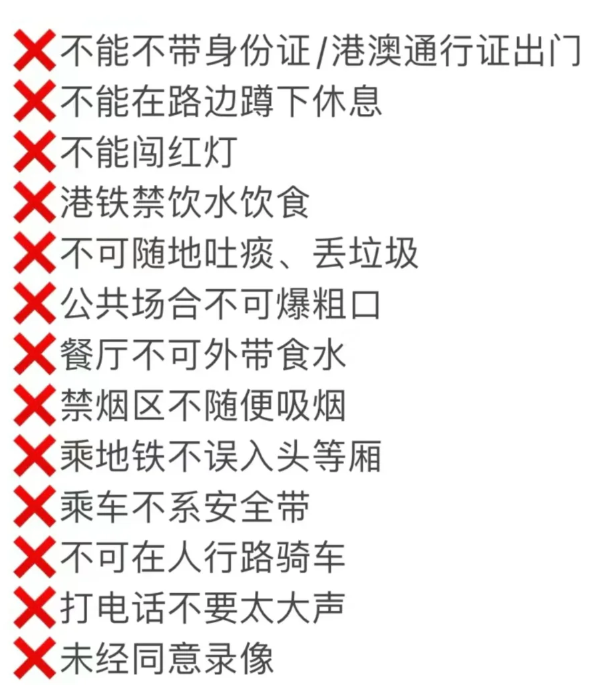 ❌不能不带身份证/港澳通行证出门
❌不能在路边蹲下休息
❌不能闯红灯
❌港铁禁饮水饮食
❌不可随地吐痰、丢垃圾
❌公共场合不可爆粗口
❌餐厅不可外带食水
❌禁烟区不随便吸烟
❌乘地铁不误入头等厢
❌乘车不系安全带
❌不可在人行路骑车
❌打电话不要太大声
❌未经同意录像